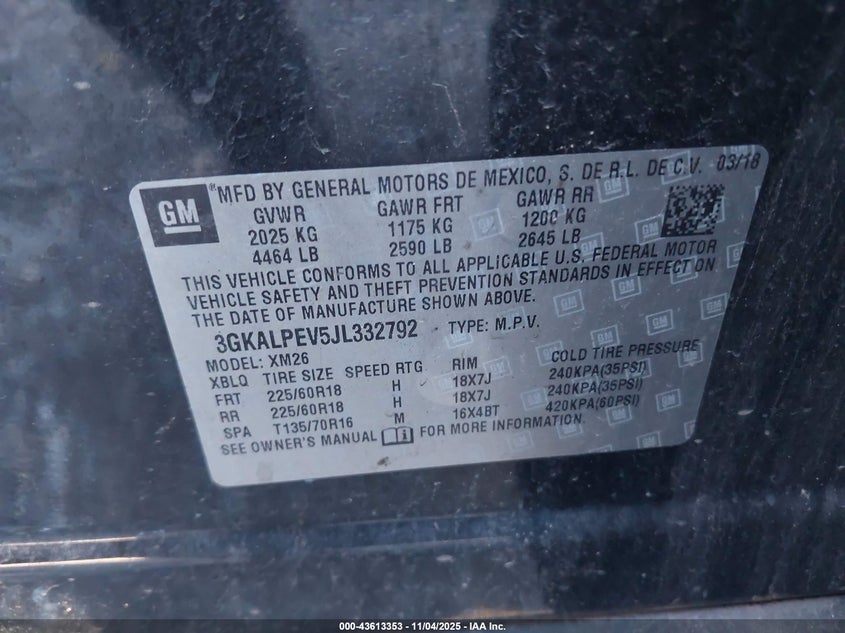 GM ® MFD BY GENERAL MOTORS DE MEXICO, S. DE R.L. DE C.V. 03/18
GVWR GAWR FRT GAWR RR
2025 KG 1175 KG 1200 KG
4464 LB 2590 LB 2645 LB
THIS VEHICLE CONFORMS TO ALL APPLICABLE U.S. FEDERAL MOTOR
VEHICLE SAFETY AND THEFT PREVENTION STANDARDS IN EFFECT ON
THE DATE OF MANUFACTURE SHOWN ABOVE.
3GKALPEV5JL332792 TYPE: M.P.V.
MODEL: XM26
XBLQ TIRE SIZE SPEED RTG RIM COLD TIRE PRESSURE
FRT 225/60R18 H 18X7J 240KPA(35PSI)
RR 225/60R18 H 18X7J 240KPA(35PSI)
SPA T135/70R16 M 16X4BT 420KPA(60PSI)
SEE OWNER'S MANUAL FOR MORE INFORMATION.
000-43613353 - 11/04/2025 - IAA Inc.